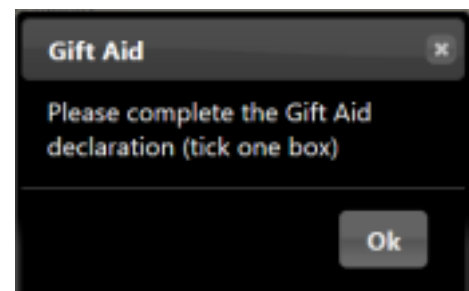 Gift Aid
Please complete the Gift Aid
declaration (tick one box)
Ok